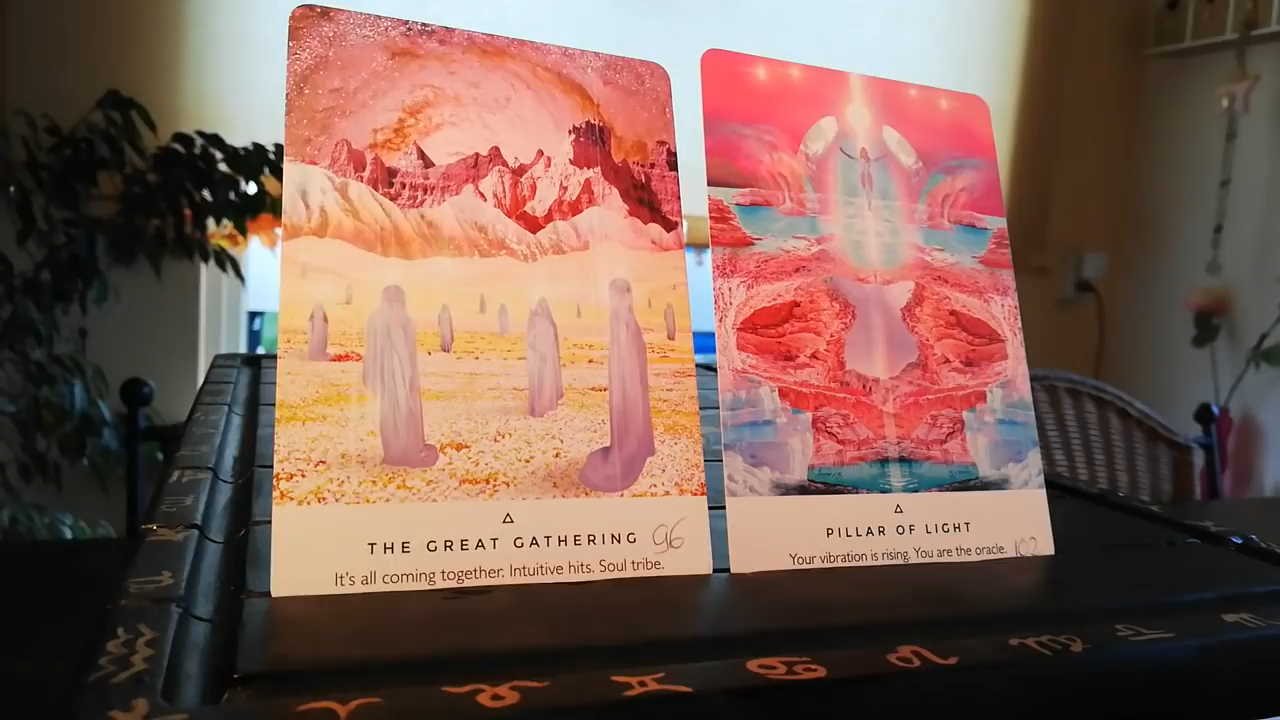 THE GREAT GATHERING 96
It's all coming together. Intuitive hits. Soul tribe.
PILLAR OF LIGHT
Your vibration is rising. You are the oracle. 102